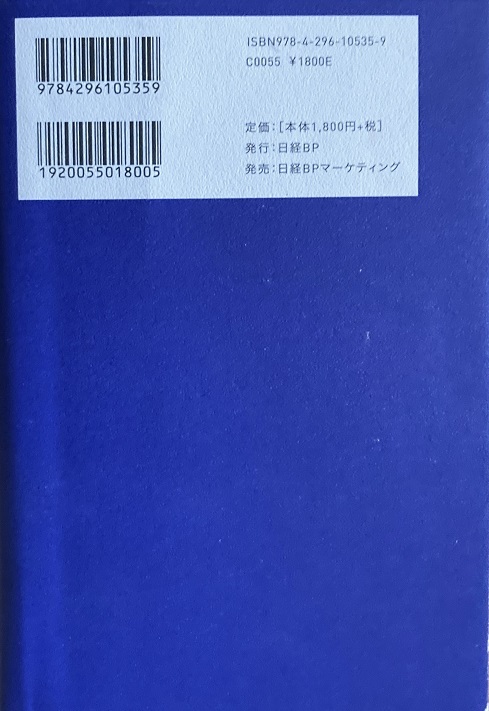 ISBN978-4-296-10535-9
C0055 ¥1800E
9784296105359
1920055018005
定価:[本体1,800円+税]
発行:日経BP
発売:日経BPマーケティング